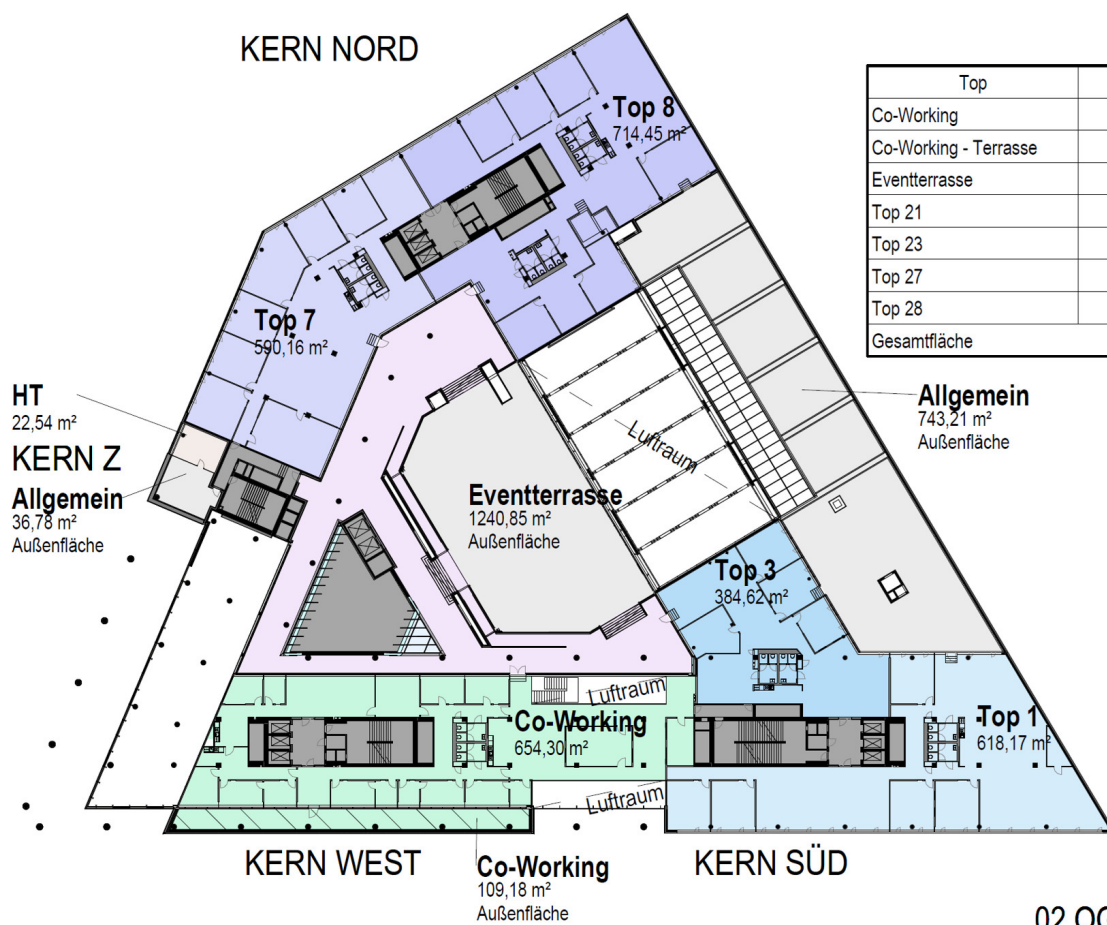 KERN NORD
Top
Co-Working
Co-Working - Terrasse
Eventterrasse
Top 21
Top 23
Top 27
Top 28
Gesamtfläche
Top 8
714,45 m²
Top 7
590,16 m²
HT
22,54 m²
KERN Z
Allgemein
36,78 m²
Außenfläche
Luftraum
Allgemein
743,21 m²
Außenfläche
Eventterrasse
1240,85 m²
Außenfläche
Top 3
384,62 m²
Luftraum
Co-Working
654,30 m²
Top 1
618,17 m²
Luftraum
KERN WEST
KERN SÜD
Co-Working
109,18 m²
Außenfläche
02 OG